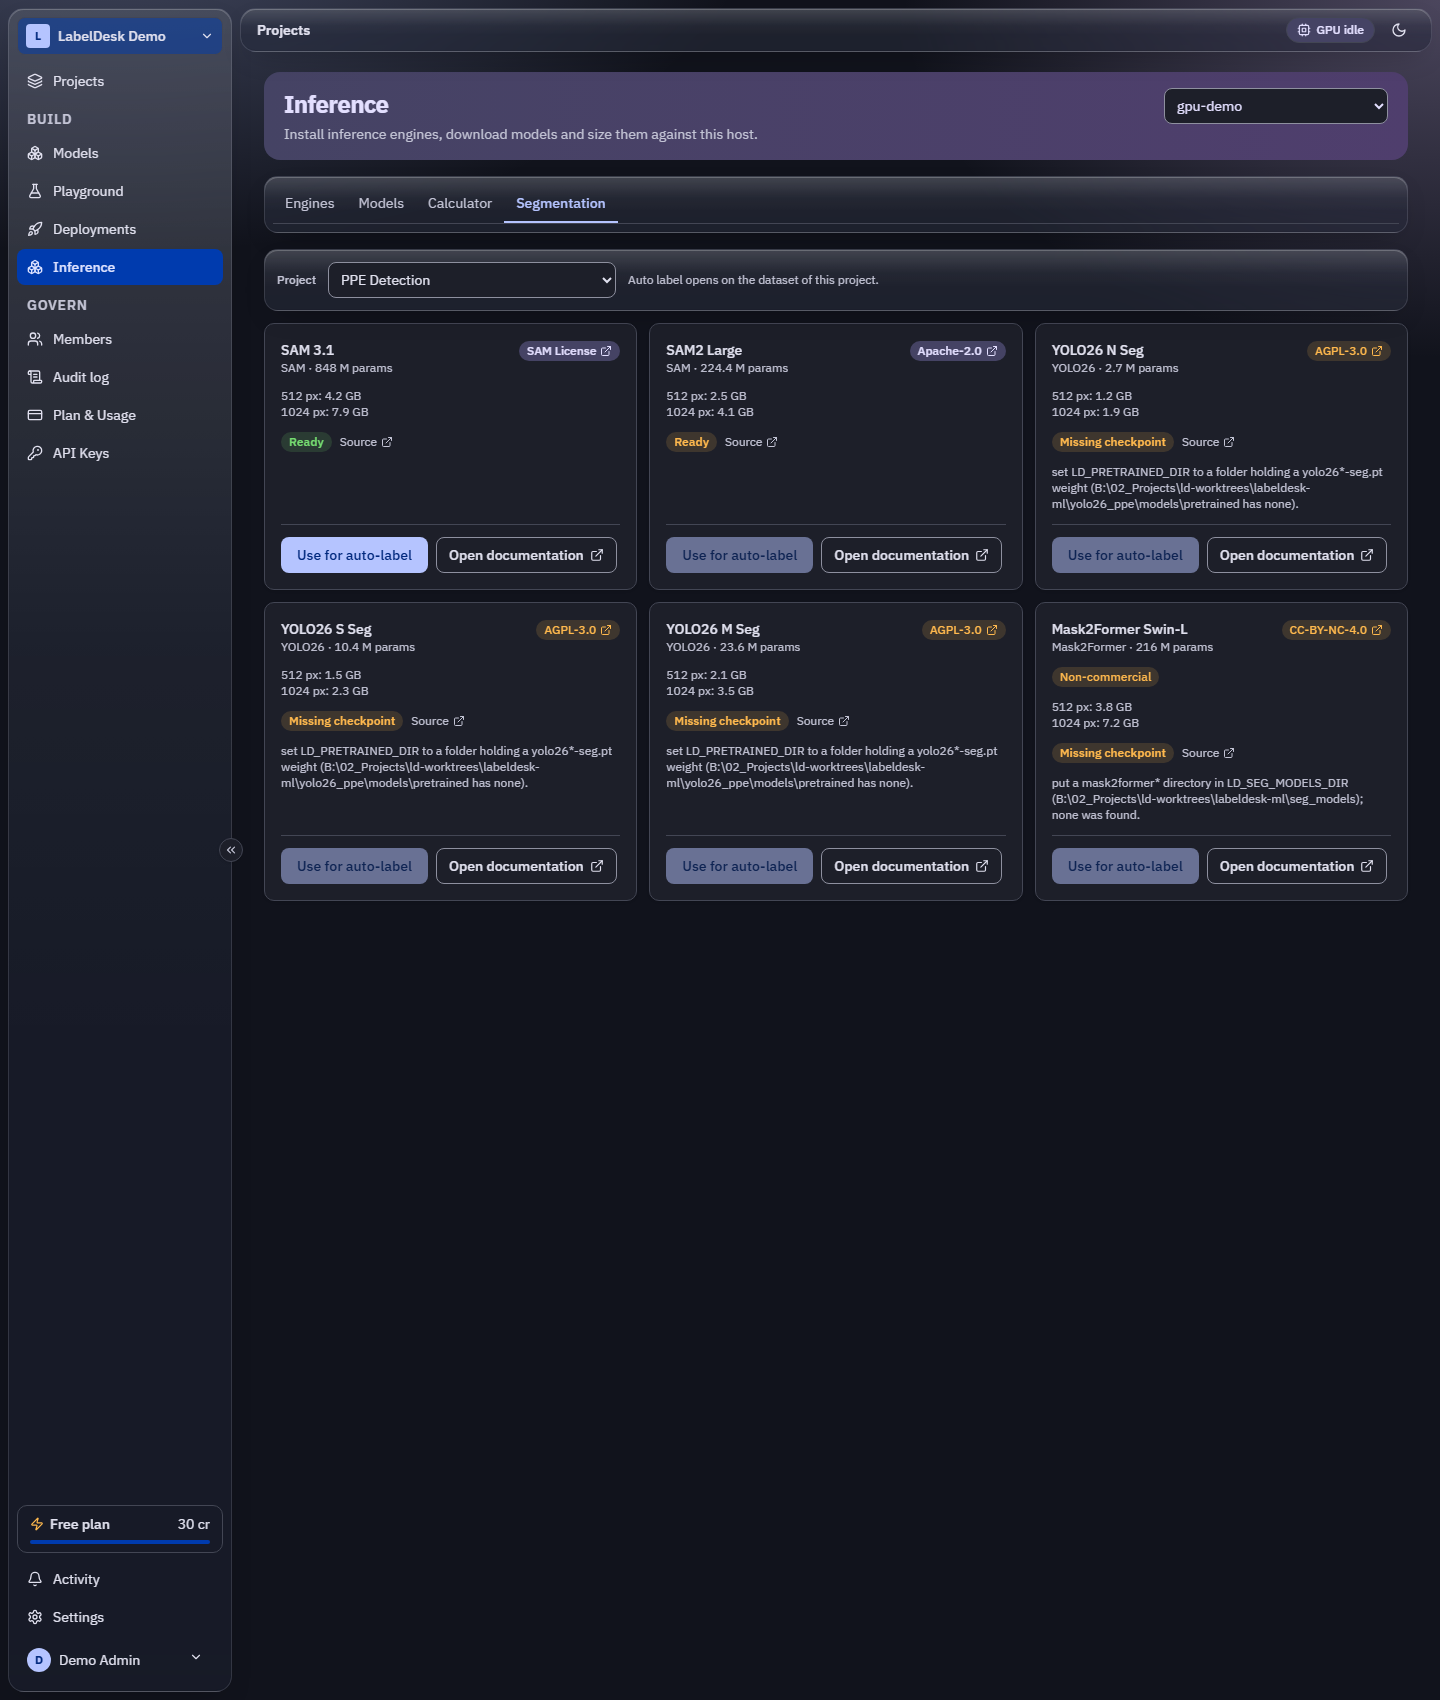 L LabelDesk Demo
Projects
BUILD
Models
Playground
Deployments
Inference
GOVERN
Members
Audit log
Plan & Usage
API Keys
Free plan 30 cr
Activity
Settings
D Demo Admin
Projects
GPU idle
Inference
Install inference engines, download models and size them against this host.
gpu-demo
Engines Models Calculator Segmentation
Project PPE Detection Auto label opens on the dataset of this project.
SAM 3.1 SAM License
SAM · 848 M params
512 px: 4.2 GB
1024 px: 7.9 GB
Ready Source
Use for auto-label Open documentation
SAM2 Large Apache-2.0
SAM · 224.4 M params
512 px: 2.5 GB
1024 px: 4.1 GB
Ready Source
Use for auto-label Open documentation
YOLO26 N Seg AGPL-3.0
YOLO26 · 2.7 M params
512 px: 1.2 GB
1024 px: 1.9 GB
Missing checkpoint Source
set LD_PRETRAINED_DIR to a folder holding a yolo26*-seg.pt
weight (B:\02_Projects\ld-worktrees\labeldesk-
ml\yolo26_ppe\models\pretrained has none).
Use for auto-label Open documentation
YOLO26 S Seg AGPL-3.0
YOLO26 · 10.4 M params
512 px: 1.5 GB
1024 px: 2.3 GB
Missing checkpoint Source
set LD_PRETRAINED_DIR to a folder holding a yolo26*-seg.pt
weight (B:\02_Projects\ld-worktrees\labeldesk-
ml\yolo26_ppe\models\pretrained has none).
Use for auto-label Open documentation
YOLO26 M Seg AGPL-3.0
YOLO26 · 23.6 M params
512 px: 2.1 GB
1024 px: 3.5 GB
Missing checkpoint Source
set LD_PRETRAINED_DIR to a folder holding a yolo26*-seg.pt
weight (B:\02_Projects\ld-worktrees\labeldesk-
ml\yolo26_ppe\models\pretrained has none).
Use for auto-label Open documentation
Mask2Former Swin-L CC-BY-NC-4.0
Mask2Former · 216 M params
Non-commercial
512 px: 3.8 GB
1024 px: 7.2 GB
Missing checkpoint Source
put a mask2former* directory in LD_SEG_MODELS_DIR
(B:\02_Projects\ld-worktrees\labeldesk-ml\seg_models);
none was found.
Use for auto-label Open documentation